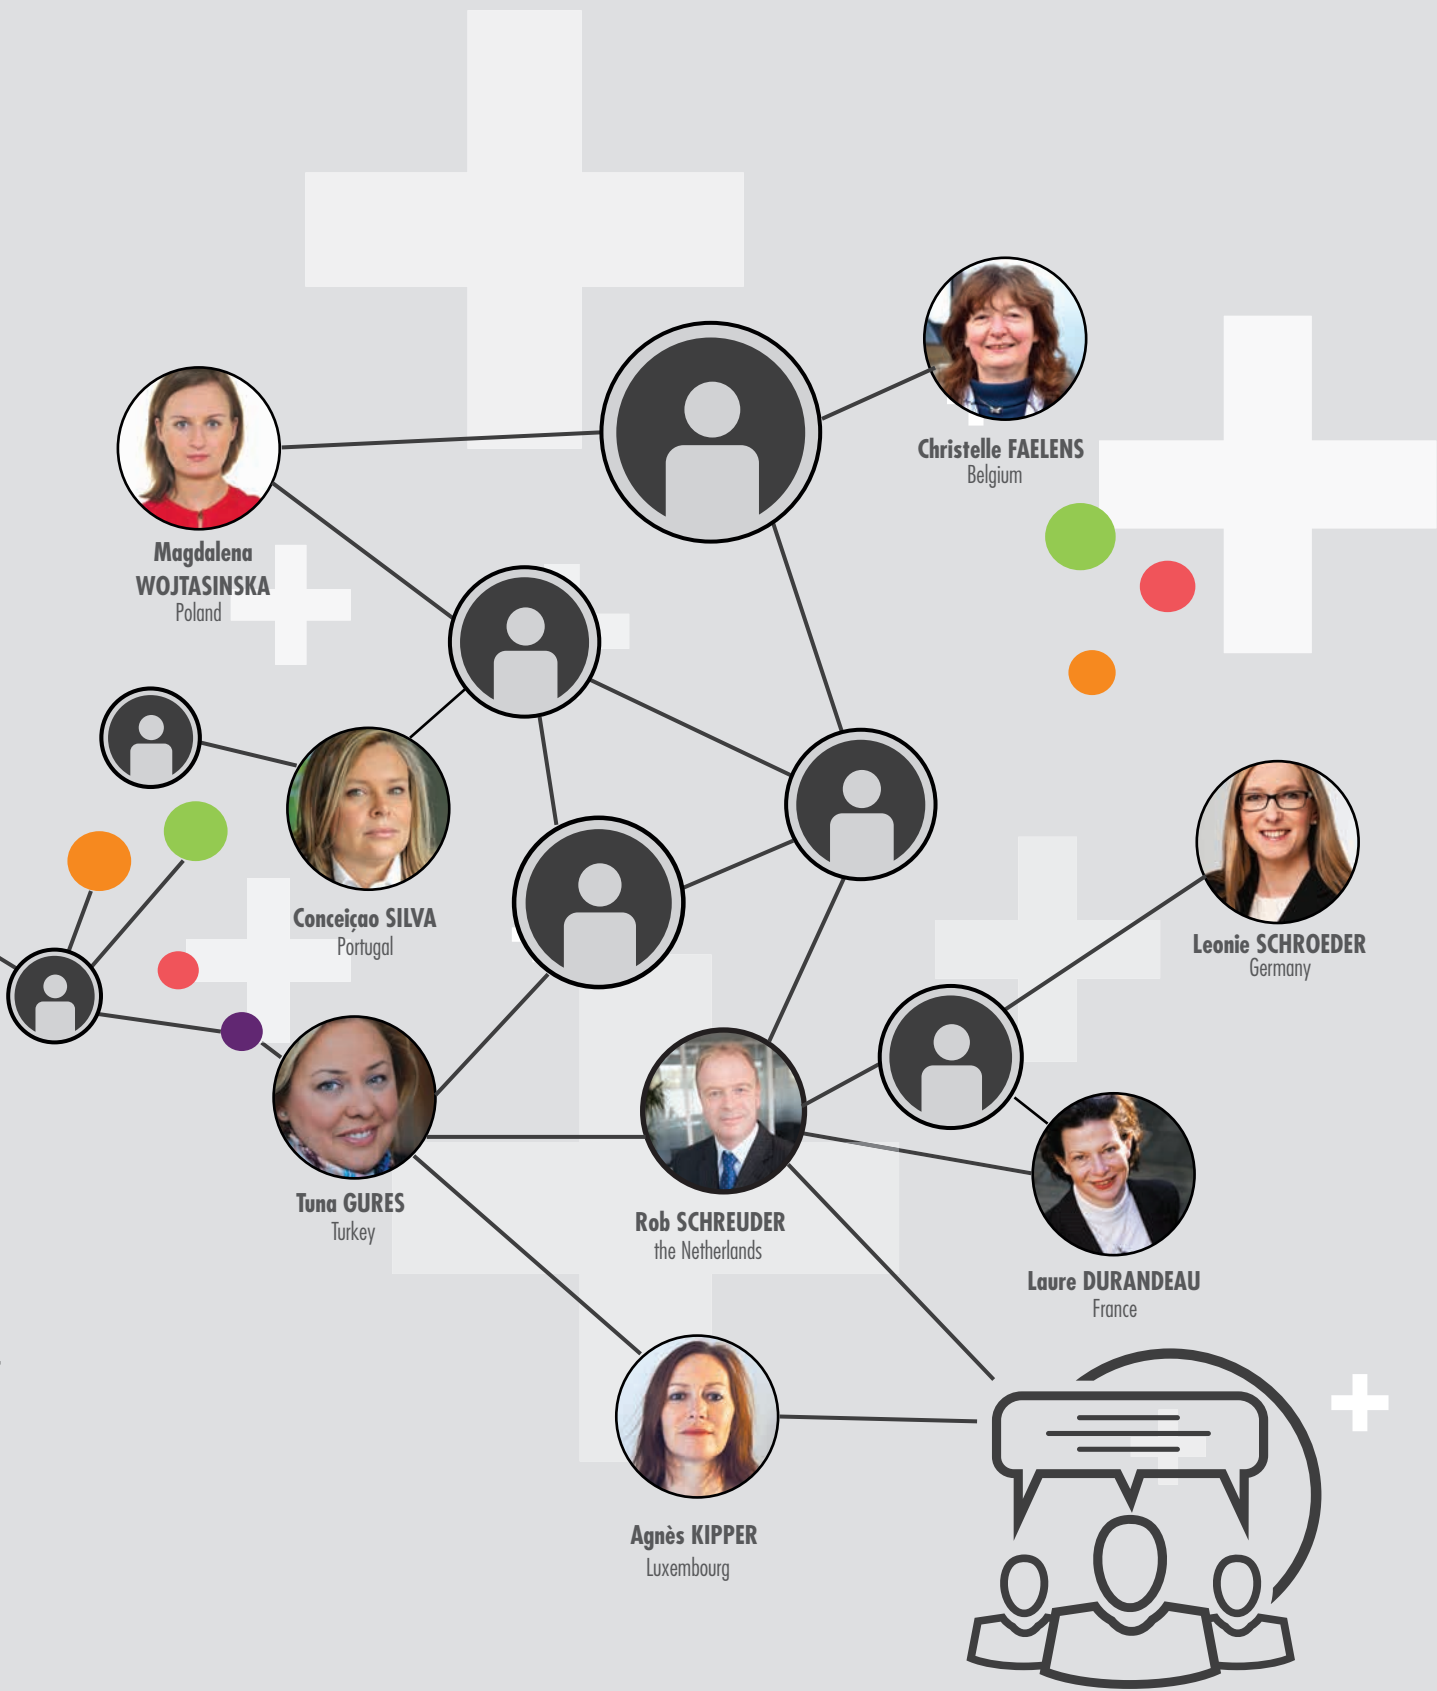 Christelle FAELENS
Belgium
Magdalena
WOJTASINSKA
Poland
Conceiçao SILVA
Portugal
Leonie SCHROEDER
Germany
Tuna GURES
Turkey
Rob SCHREUDER
the Netherlands
Laure DURANDEAU
France
Agnès KIPPER
Luxembourg